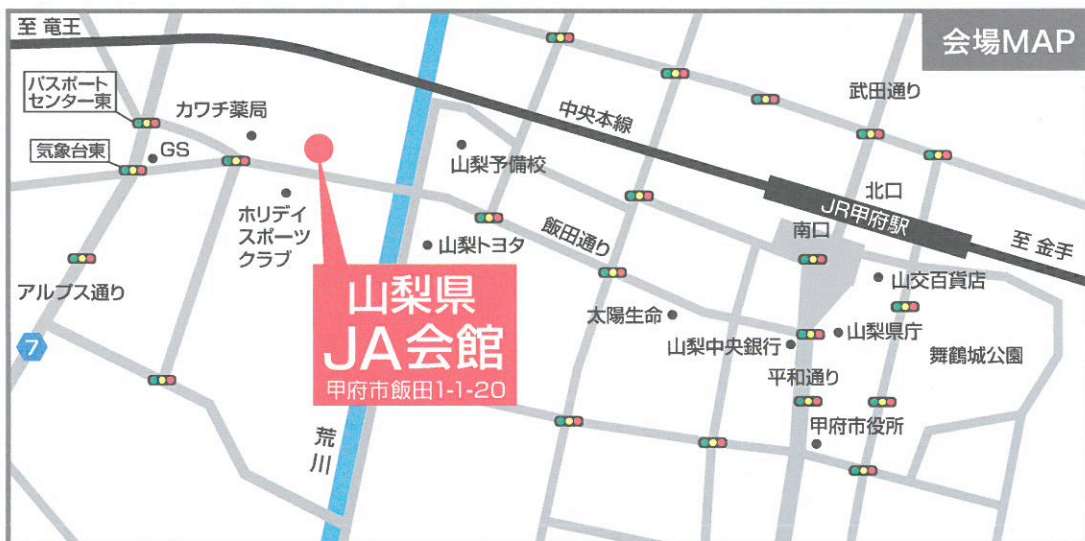 至 竜王
会場MAP
パスポート
センター東
カワチ薬局
気象台東
GS
中央本線
武田通り
山梨予備校
北口
JR甲府駅
南口
至 金手
ホリデイ
スポーツ
クラブ
飯田通り
山梨トヨタ
アルプス通り
山梨県
JA会館
甲府市飯田1-1-20
太陽生命
山交百貨店
山梨県庁
山梨中央銀行
舞鶴城公園
7
平和通り
荒川
甲府市役所